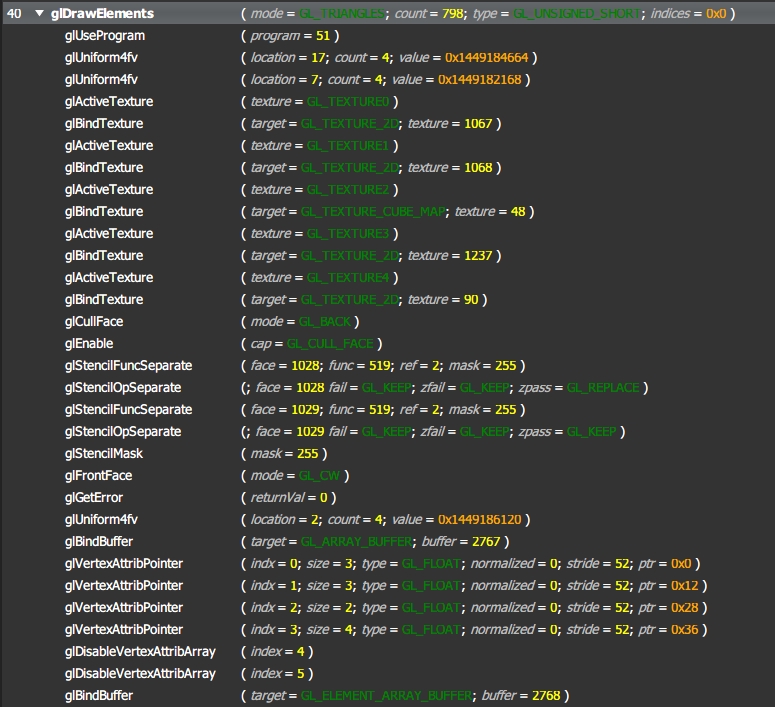 40 ▼ glDrawElements ( mode = GL_TRIANGLES; count = 798; type = GL_UNSIGNED_SHORT; indices = 0x0 )
glUseProgram ( program = 51 )
glUniform4fv ( location = 17; count = 4; value = 0x1449184664 )
glUniform4fv ( location = 7; count = 4; value = 0x1449182168 )
glActiveTexture ( texture = GL_TEXTURE0 )
glBindTexture ( target = GL_TEXTURE_2D; texture = 1067 )
glActiveTexture ( texture = GL_TEXTURE1 )
glBindTexture ( target = GL_TEXTURE_2D; texture = 1068 )
glActiveTexture ( texture = GL_TEXTURE2 )
glBindTexture ( target = GL_TEXTURE_CUBE_MAP; texture = 48 )
glActiveTexture ( texture = GL_TEXTURE3 )
glBindTexture ( target = GL_TEXTURE_2D; texture = 1237 )
glActiveTexture ( texture = GL_TEXTURE4 )
glBindTexture ( target = GL_TEXTURE_2D; texture = 90 )
glCullFace ( mode = GL_BACK )
glEnable ( cap = GL_CULL_FACE )
glStencilFuncSeparate ( face = 1028; func = 519; ref = 2; mask = 255 )
glStencilOpSeparate (; face = 1028 fail = GL_KEEP; zfail = GL_KEEP; zpass = GL_REPLACE )
glStencilFuncSeparate ( face = 1029; func = 519; ref = 2; mask = 255 )
glStencilOpSeparate (; face = 1029 fail = GL_KEEP; zfail = GL_KEEP; zpass = GL_KEEP )
glStencilMask ( mask = 255 )
glFrontFace ( mode = GL_CW )
glGetError ( returnVal = 0 )
glUniform4fv ( location = 2; count = 4; value = 0x1449186120 )
glBindBuffer ( target = GL_ARRAY_BUFFER; buffer = 2767 )
glVertexAttribPointer ( indx = 0; size = 3; type = GL_FLOAT; normalized = 0; stride = 52; ptr = 0x0 )
glVertexAttribPointer ( indx = 1; size = 3; type = GL_FLOAT; normalized = 0; stride = 52; ptr = 0x12 )
glVertexAttribPointer ( indx = 2; size = 2; type = GL_FLOAT; normalized = 0; stride = 52; ptr = 0x28 )
glVertexAttribPointer ( indx = 3; size = 4; type = GL_FLOAT; normalized = 0; stride = 52; ptr = 0x36 )
glDisableVertexAttribArray ( index = 4 )
glDisableVertexAttribArray ( index = 5 )
glBindBuffer ( target = GL_ELEMENT_ARRAY_BUFFER; buffer = 2768 )